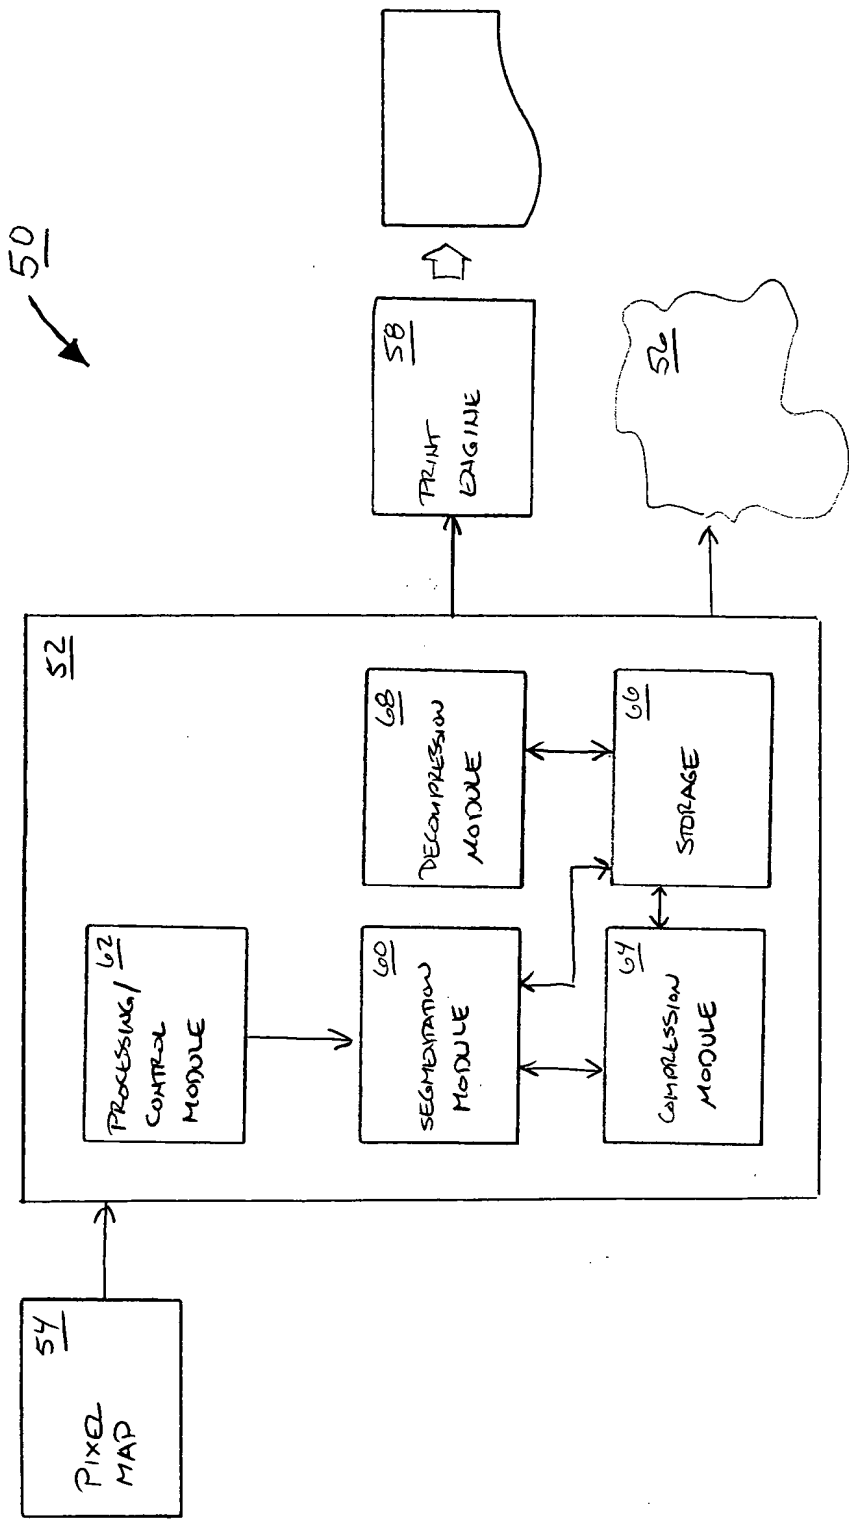 50
54
PIXEL
MAP
52
62
PROCESSING/
CONTROL
MODULE
60
SEGMENTATION
MODULE
64
COMPRESSION
MODULE
68
DECOMPRESSION
MODULE
66
STORAGE
58
PRINT
ENGINE
56